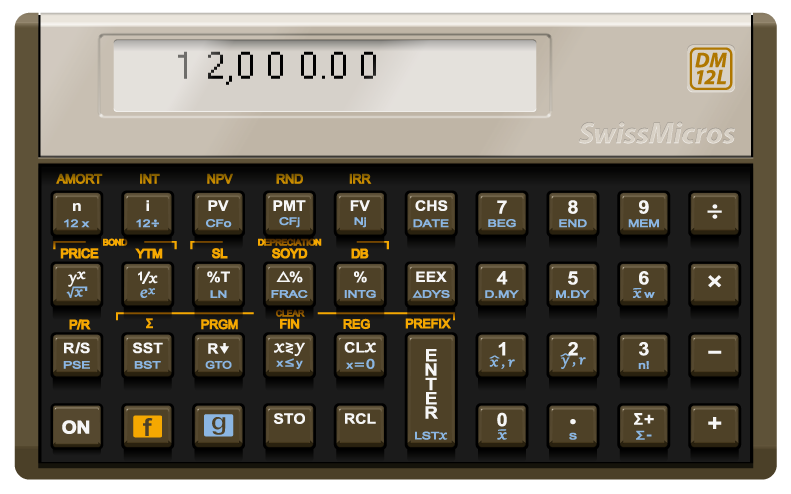 12,000.00
DM
12L
SwissMicros
AMORT INT NPV RND IRR
n i PV PMT FV CHS 7 8 9 ÷
12 x 12÷ CFo CFj Nj DATE BEG END MEM
BOND DEPRECIATION
PRICE YTM SL SOYD DB
yˣ 1/x %T Δ% % EEX 4 5 6 ×
√x eˣ LN FRAC INTG ΔDYS D.MY M.DY x̅ w
CLEAR
P/R Σ PRGM FIN REG PREFIX
R/S SST R↓ x≷y CLx ENTER 1 2 3 −
PSE BST GTO x≤y x=0 x̂,r ŷ,r n!
ON f g STO RCL 0 • Σ+ +
LSTx x̅ s Σ-